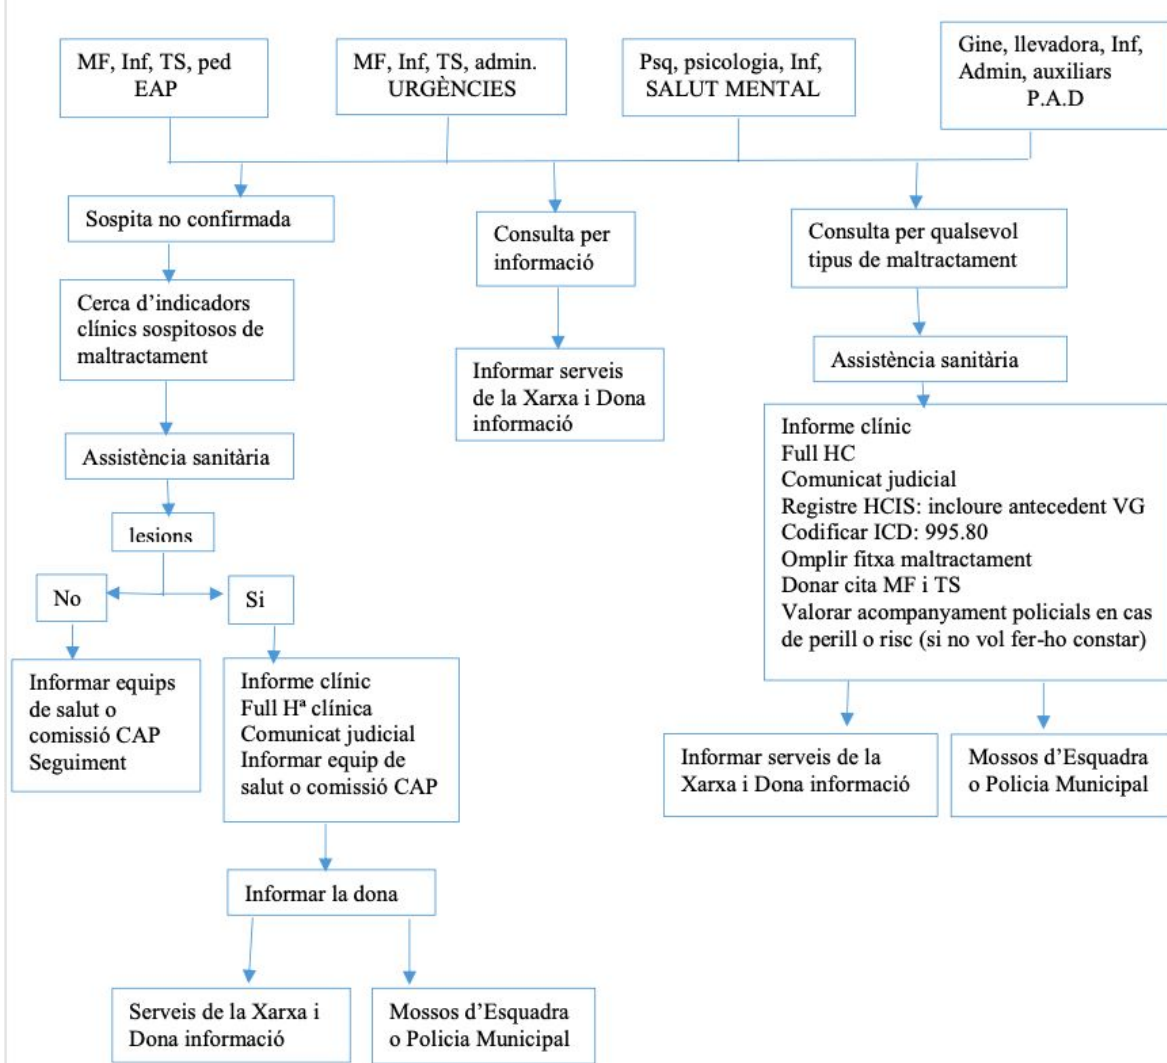 MF, Inf, TS, ped
EAP
MF, Inf, TS, admin.
URGÈNCIES
Psq, psicologia, Inf,
SALUT MENTAL
Gine, llevadora, Inf,
Admin, auxiliars
P.A.D
Sospita no confirmada
Consulta per
informació
Consulta per qualsevol
tipus de maltractament
Cerca d'indicadors
clínics sospitosos de
maltractament
Informar serveis
de la Xarxa i Dona
informació
Assistència sanitària
Assistència sanitària
lesions
No
Si
Informe clínic
Full HC
Comunicat judicial
Registre HCIS: incloure antecedent VG
Codificar ICD: 995.80
Omplir fitxa maltractament
Donar cita MF i TS
Valorar acompanyament policials en cas
de perill o risc (si no vol fer-ho constar)
Informar equips
de salut o
comissió CAP
Seguiment
Informe clínic
Full Hª clínica
Comunicat judicial
Informar equip de
salut o comissió CAP
Informar serveis de la
Xarxa i Dona informació
Mossos d'Esquadra
o Policia Municipal
Informar la dona
Serveis de la Xarxa i
Dona informació
Mossos d'Esquadra
o Policia Municipal